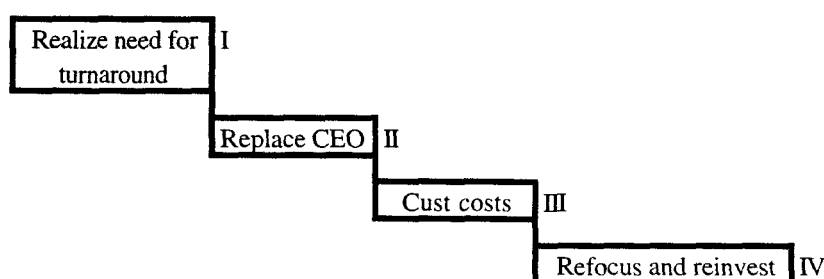 Realize need for I
turnaround
Replace CEO II
Cust costs III
Refocus and reinvest IV